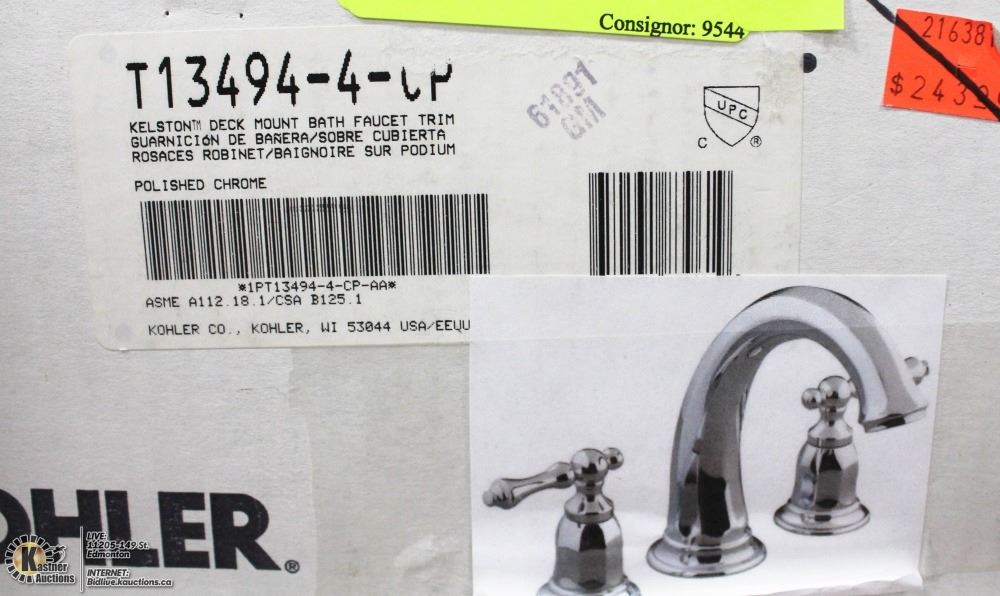 Consignor: 9544
21638
$2439
T13494-4-CP
61891
GM
UPC
C ®
KELSTON™ DECK MOUNT BATH FAUCET TRIM
GUARNICIÓN DE BAÑERA/SOBRE CUBIERTA
ROSACES ROBINET/BAIGNOIRE SUR PODIUM
POLISHED CHROME
*1PT13494-4-CP-AA*
ASME A112.18.1/CSA B125.1
KOHLER CO., KOHLER, WI 53044 USA/EEUU
OHLER®
Kastner
Auctions
LIVE:
11205-149 St.
Edmonton
INTERNET:
Bidlive.kauctions.ca